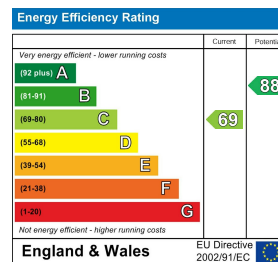 Energy Efficiency Rating
Current Potentia
Very energy efficient - lower running costs
(92 plus) A
(81-91) B
88
(69-80) C
69
(55-68) D
(39-54) E
(21-38) F
(1-20) G
Not energy efficient - higher running costs
England & Wales
EU Directive
2002/91/EC